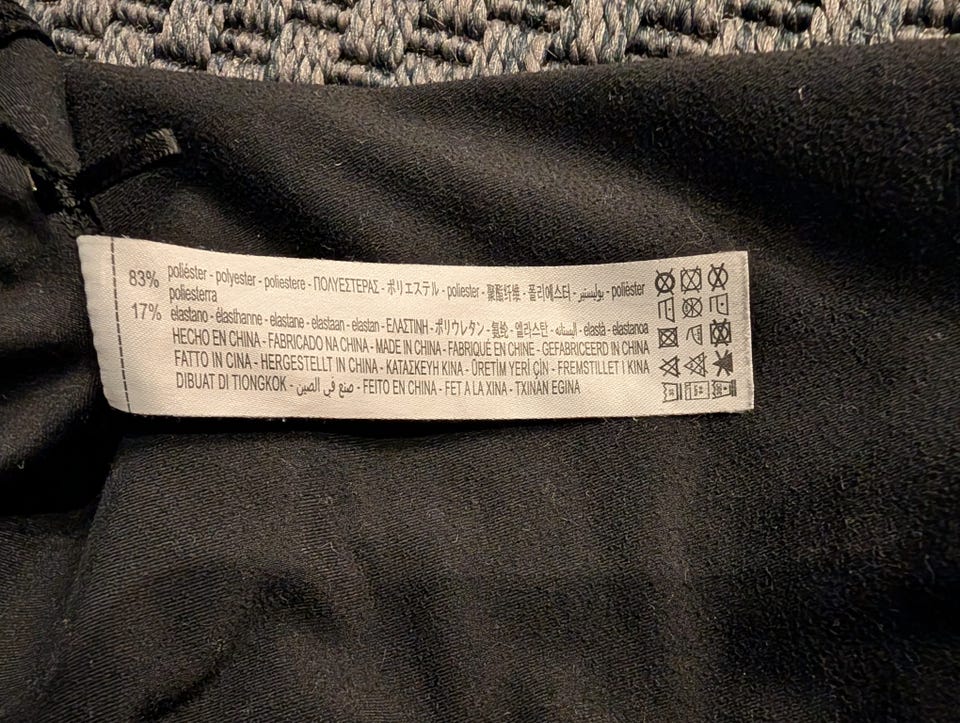 83% poliéster - polyester - poliestere - ΠΟΛΥΕΣΤΕΡΑΣ - ポリエステル - poliester - 聚酯纤维 - 폴리에스터 - بوليستير - poliéster
poliesterra
17% elastano - élasthanne - elastane - elastaan - elastan - ΕΛΑΣΤΙΝΗ - ポリウレタン - 氨纶 - 엘라스탄 - الستانه - elastà - elastanoa
HECHO EN CHINA - FABRICADO NA CHINA - MADE IN CHINA - FABRIQUÉ EN CHINE - GEFABRICEERD IN CHINA
FATTO IN CINA - HERGESTELLT IN CHINA - ΚΑΤΑΣΚΕΥΗ ΚΙΝΑ - ÜRETİM YERİ ÇİN - FREMSTILLET I KINA
DIBUAT DI TIONGKOK - صنع في الصين - FEITO EN CHINA - FET A LA XINA - TXINAN EGINA